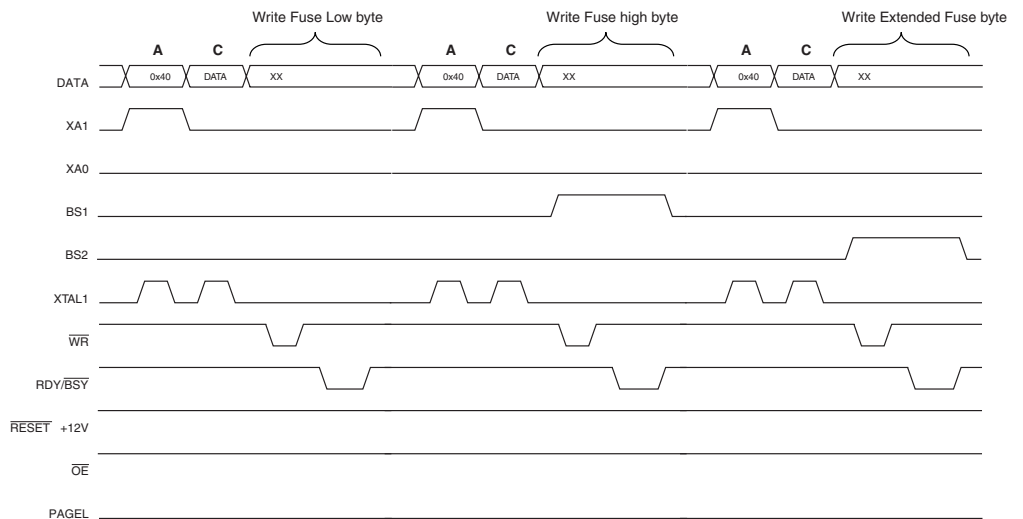 Write Fuse Low byte Write Fuse high byte Write Extended Fuse byte
A C A C A C
DATA 0x40 DATA XX 0x40 DATA XX 0x40 DATA XX
XA1
XA0
BS1
BS2
XTAL1
WR
RDY/BSY
RESET +12V
OE
PAGEL